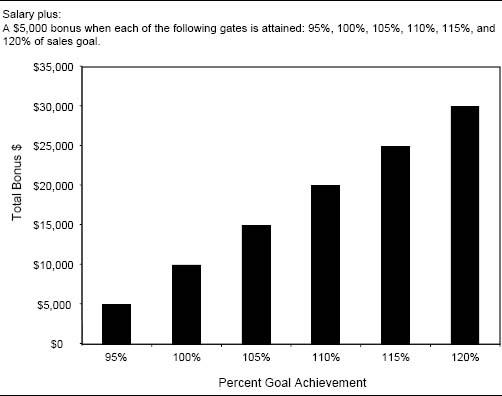 Salary plus:
A $5,000 bonus when each of the following gates is attained: 95%, 100%, 105%, 110%, 115%, and
120% of sales goal.
$35,000
$30,000
$25,000
$20,000
$15,000
$10,000
$5,000
$0
Total Bonus $
95% 100% 105% 110% 115% 120%
Percent Goal Achievement